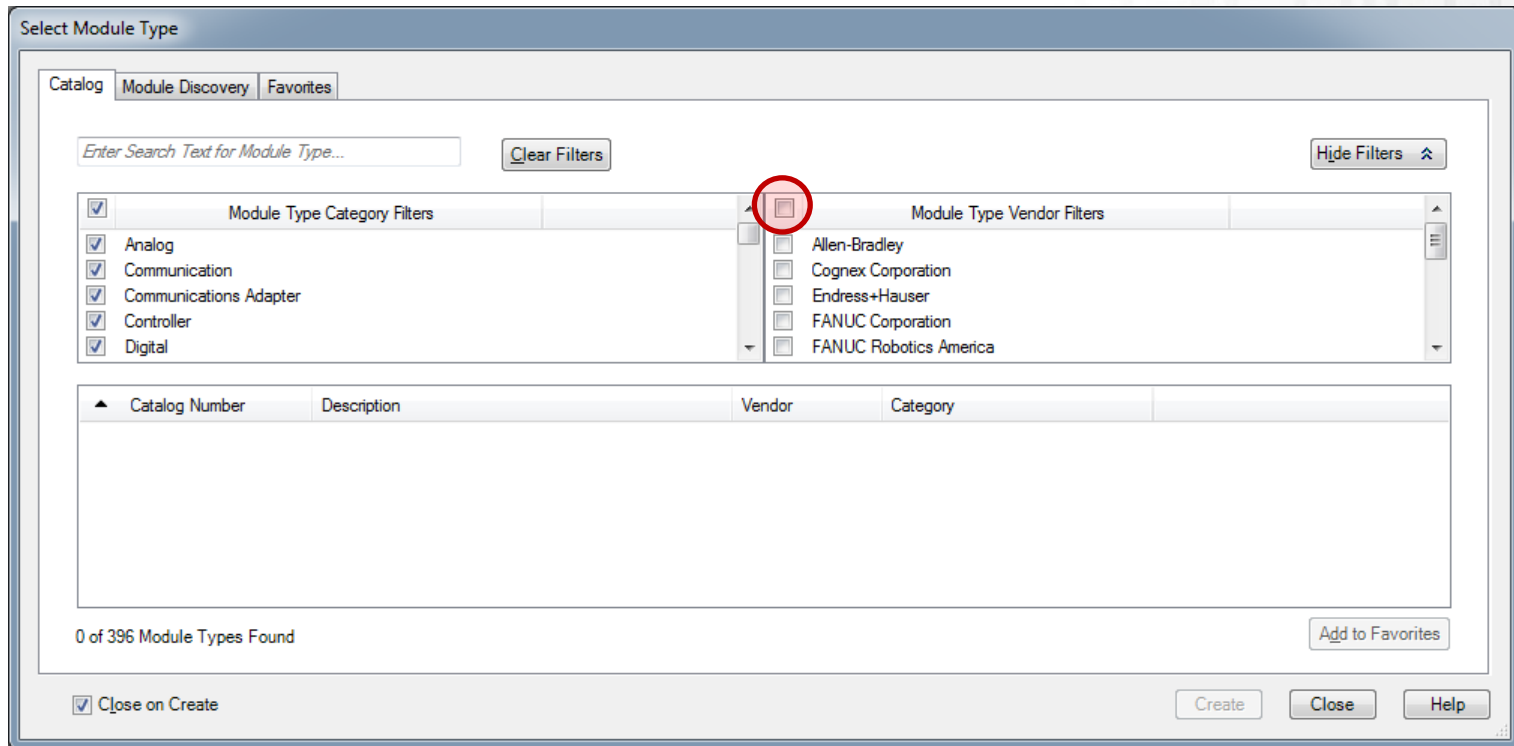 Select Module Type
Catalog Module Discovery Favorites
Enter Search Text for Module Type... Clear Filters Hide Filters
Module Type Category Filters Module Type Vendor Filters
Analog Allen-Bradley
Communication Cognex Corporation
Communications Adapter Endress+Hauser
Controller FANUC Corporation
Digital FANUC Robotics America
Catalog Number Description Vendor Category
0 of 396 Module Types Found Add to Favorites
Close on Create Create Close Help